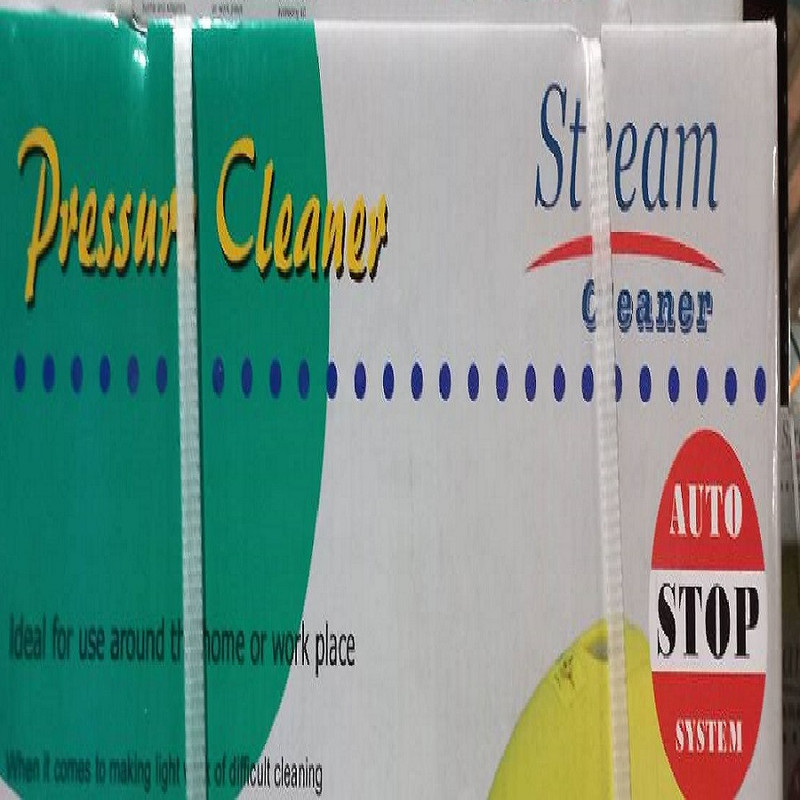 Pressur Cleaner
Stream
Cleaner
AUTO
STOP
SYSTEM
Ideal for use around th home or work place
When it comes to making light w k of difficult cleaning